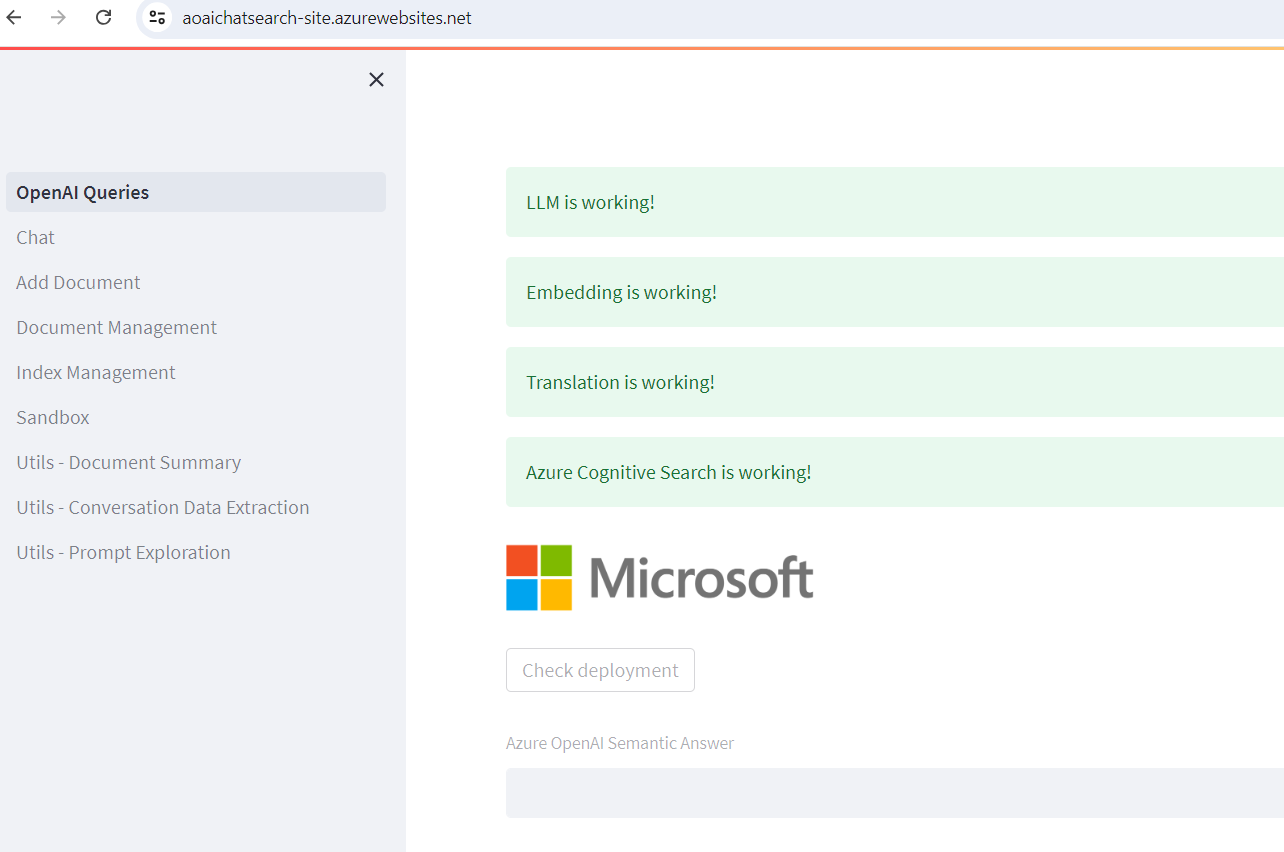 aoaichatsearch-site.azurewebsites.net
OpenAI Queries
Chat
Add Document
Document Management
Index Management
Sandbox
Utils - Document Summary
Utils - Conversation Data Extraction
Utils - Prompt Exploration
LLM is working!
Embedding is working!
Translation is working!
Azure Cognitive Search is working!
Microsoft
Check deployment
Azure OpenAI Semantic Answer